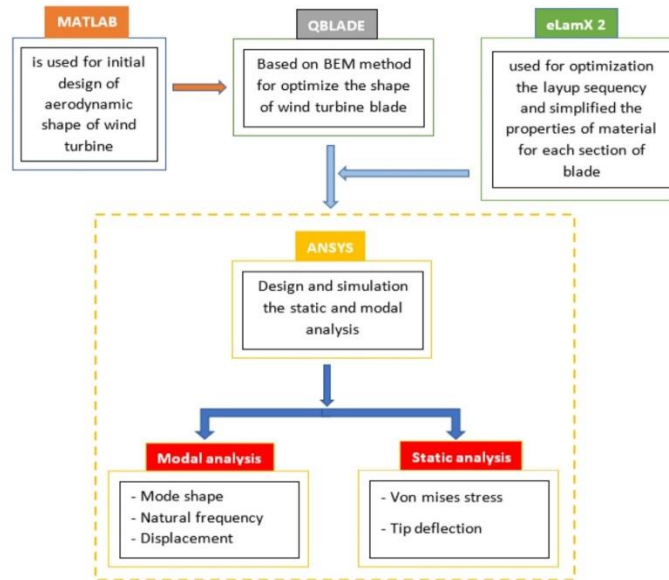 MATLAB
is used for initial
design of
aerodynamic
shape of wind
turbine
QBLADE
Based on BEM method
for optimize the shape
of wind turbine blade
eLamX 2
used for optimization
the layup sequency
and simplified the
properties of material
for each section of
blade
ANSYS
Design and simulation
the static and modal
analysis
Modal analysis
- Mode shape
- Natural frequency
- Displacement
Static analysis
- Von mises stress
- Tip deflection